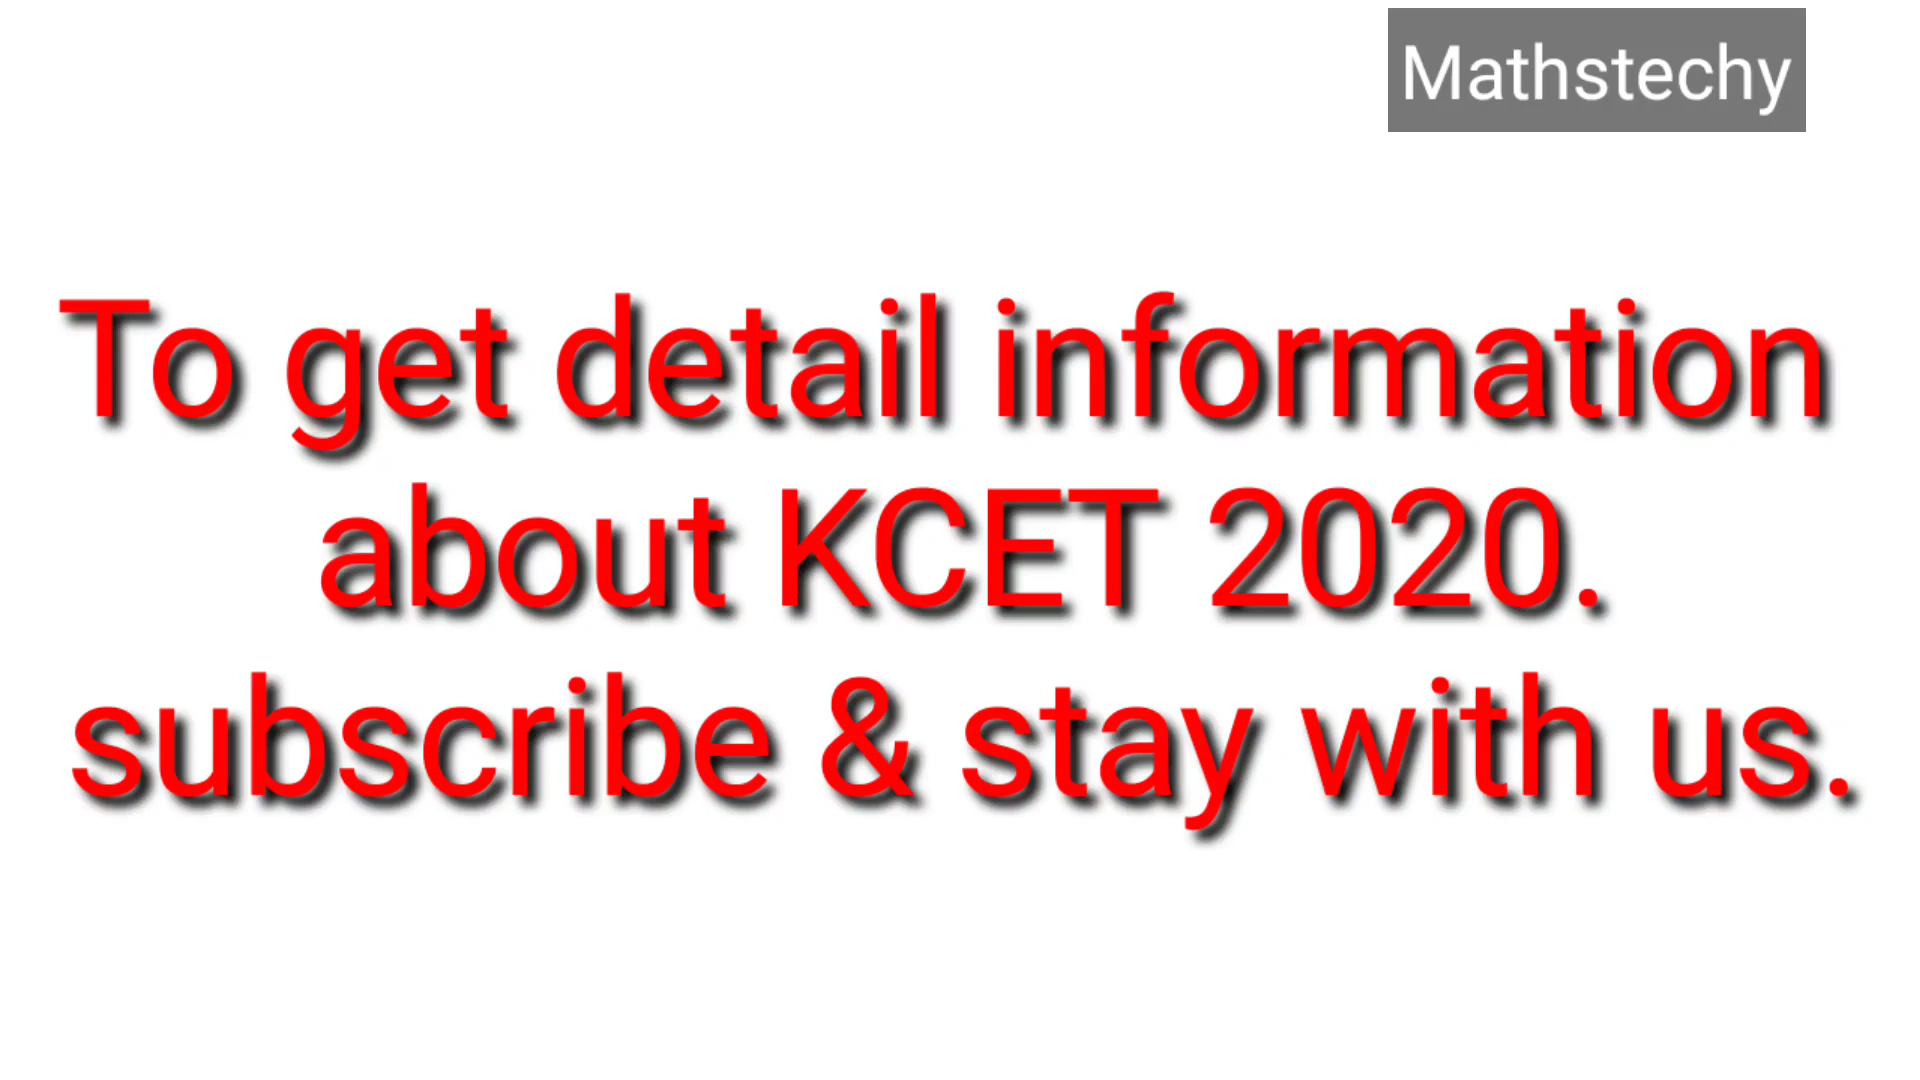 Mathstechy
To get detail information
about KCET 2020.
subscribe & stay with us.